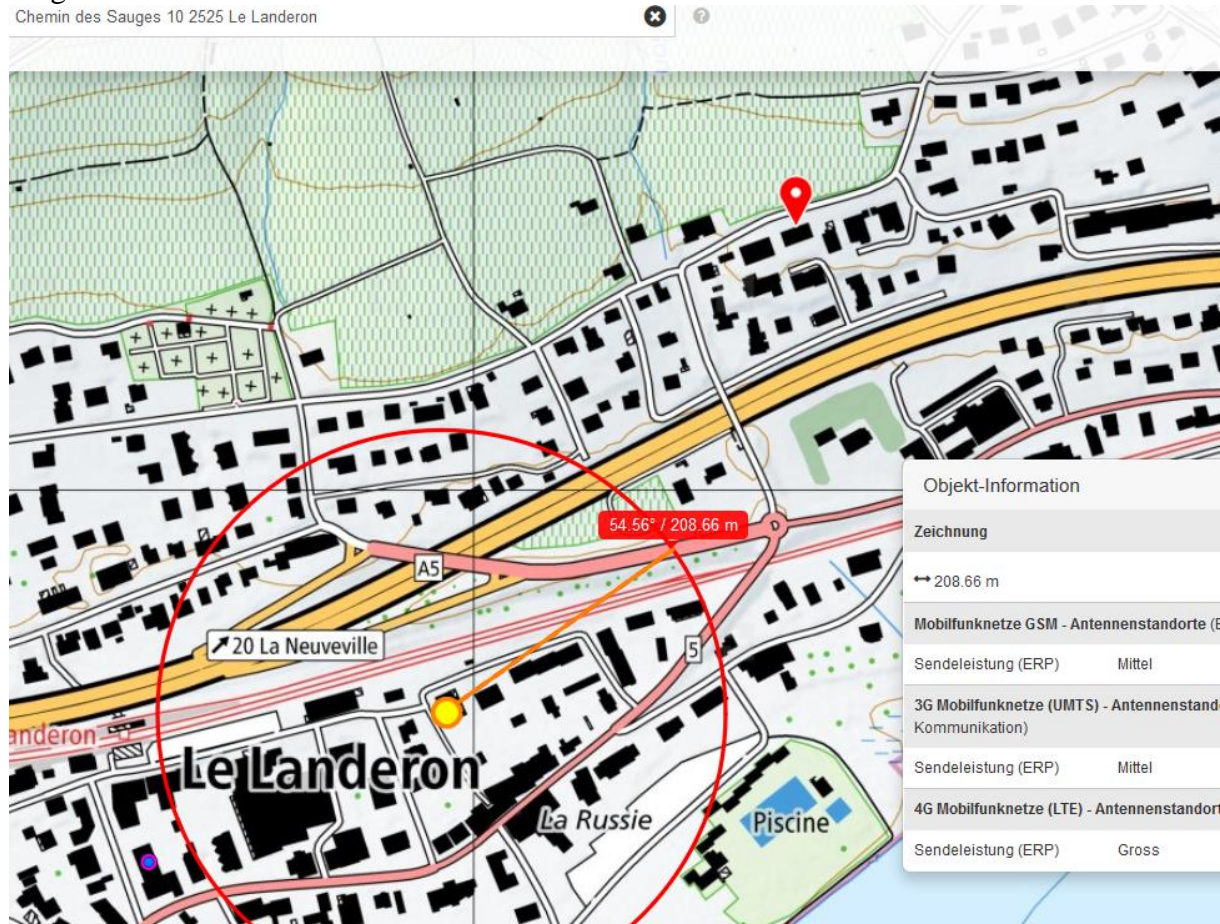 Chemin des Sauges 10 2525 Le Landeron
54.56° / 208.66 m
A5
20 La Neuveville
5
anderon
Le Landeron
La Russie
Piscine
Objekt-Information
Zeichnung
208.66 m
Mobilfunknetze GSM - Antennenstandorte (B
Sendeleistung (ERP) Mittel
3G Mobilfunknetze (UMTS) - Antennenstand
Kommunikation)
Sendeleistung (ERP) Mittel
4G Mobilfunknetze (LTE) - Antennenstandort
Sendeleistung (ERP) Gross